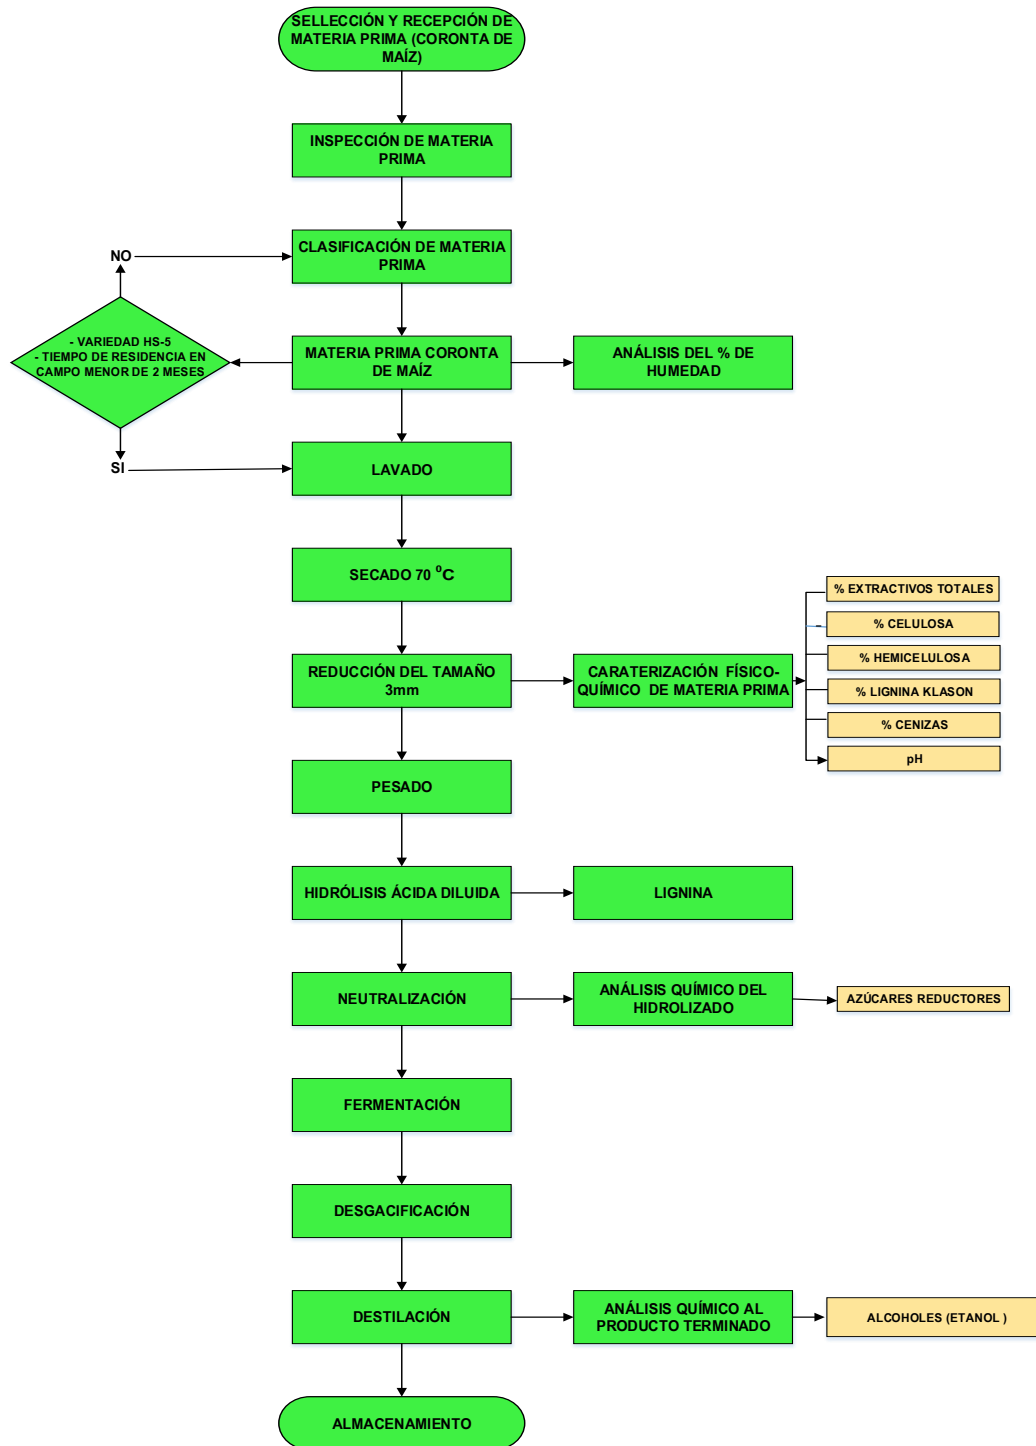 SELLECCIÓN Y RECEPCIÓN DE
MATERIA PRIMA (CORONTA DE
MAÍZ)
INSPECCIÓN DE MATERIA
PRIMA
CLASIFICACIÓN DE MATERIA
PRIMA
NO
- VARIEDAD HS-5
- TIEMPO DE RESIDENCIA EN
CAMPO MENOR DE 2 MESES
MATERIA PRIMA CORONTA
DE MAÍZ
ANÁLISIS DEL % DE
HUMEDAD
SI
LAVADO
SECADO 70 ⁰C
REDUCCIÓN DEL TAMAÑO
3mm
CARATERIZACIÓN FÍSICO-
QUÍMICO DE MATERIA PRIMA
% EXTRACTIVOS TOTALES
% CELULOSA
% HEMICELULOSA
% LIGNINA KLASON
% CENIZAS
pH
PESADO
HIDRÓLISIS ÁCIDA DILUIDA
LIGNINA
NEUTRALIZACIÓN
ANÁLISIS QUÍMICO DEL
HIDROLIZADO
AZÚCARES REDUCTORES
FERMENTACIÓN
DESGACIFICACIÓN
DESTILACIÓN
ANÁLISIS QUÍMICO AL
PRODUCTO TERMINADO
ALCOHOLES (ETANOL )
ALMACENAMIENTO